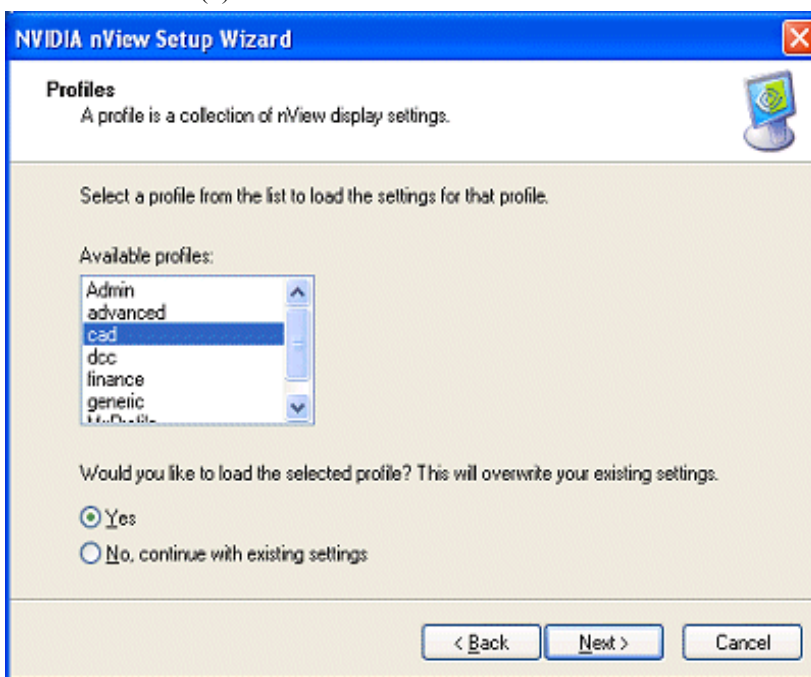 NVIDIA nView Setup Wizard
Profiles
A profile is a collection of nView display settings.
Select a profile from the list to load the settings for that profile.
Available profiles:
Admin
advanced
cad
dcc
finance
generic
Would you like to load the selected profile? This will overwrite your existing settings.
Yes
No, continue with existing settings
< Back
Next >
Cancel